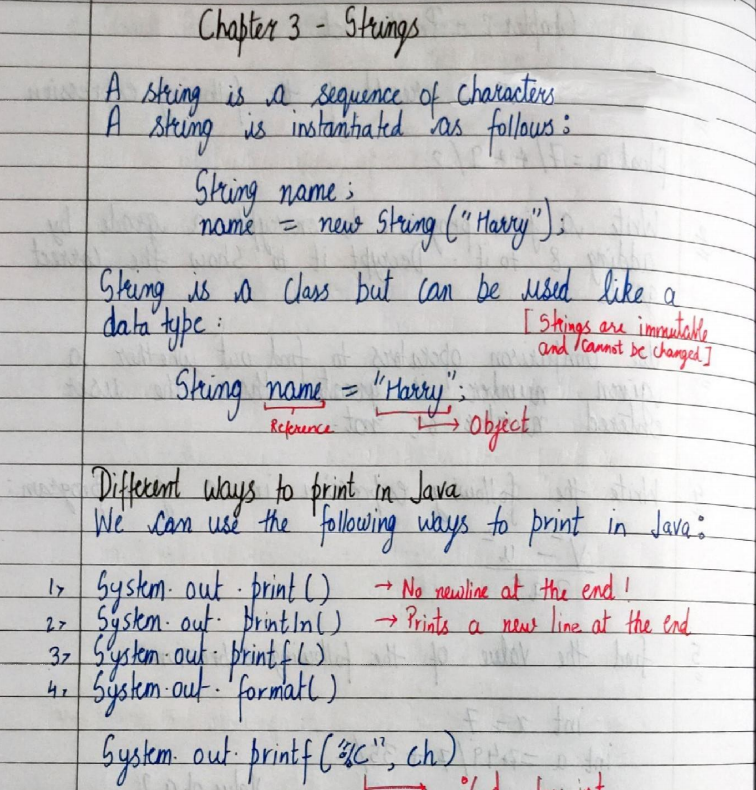 Chapter 3 - Strings
A string is a sequence of characters
A string is instantiated as follows:
String name;
name = new String ("Harry");
String is a class but can be used like a
data type:
[Strings are immutable
and cannot be changed]
String name = "Harry";
Reference
Object
Different ways to print in Java
We can use the following ways to print in Java:
1> System.out.print() → No newline at the end!
2> System.out.println() → Prints a new line at the end
3> System.out.printf()
4. System.out.format()
System.out.printf("%c", ch)